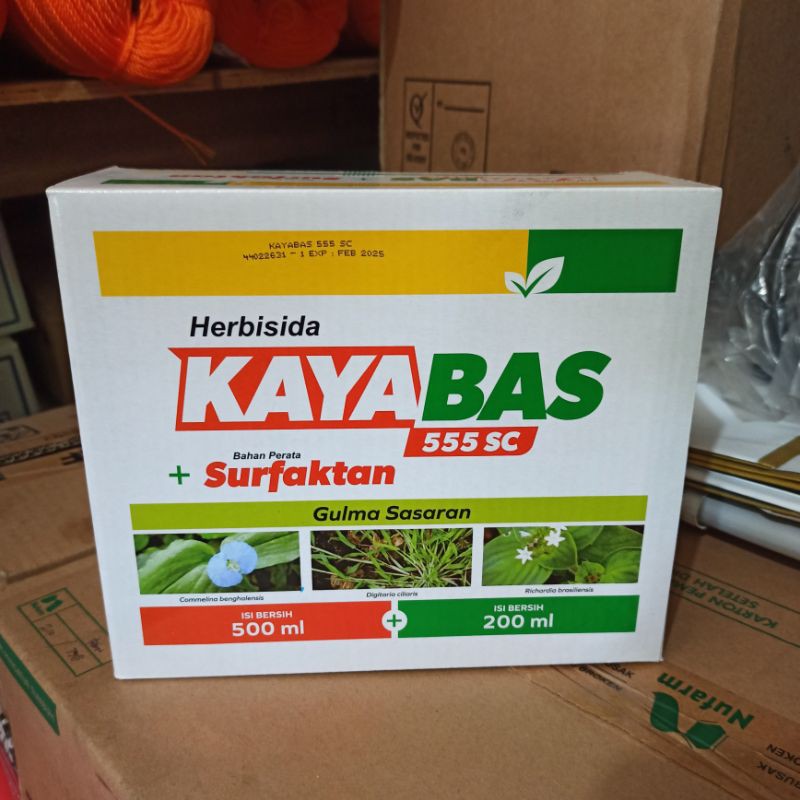 KAYABAS 555 SC
44022631 - 1 EXP : FEB 2025
Herbisida
KAYABAS
555 SC
Bahan Perata
+ Surfaktan
Gulma Sasaran
Commelina benghalensis
Digitaria ciliaris
Richardia brasiliensis
ISI BERSIH
500 ml
+
ISI BERSIH
200 ml
Nufarm